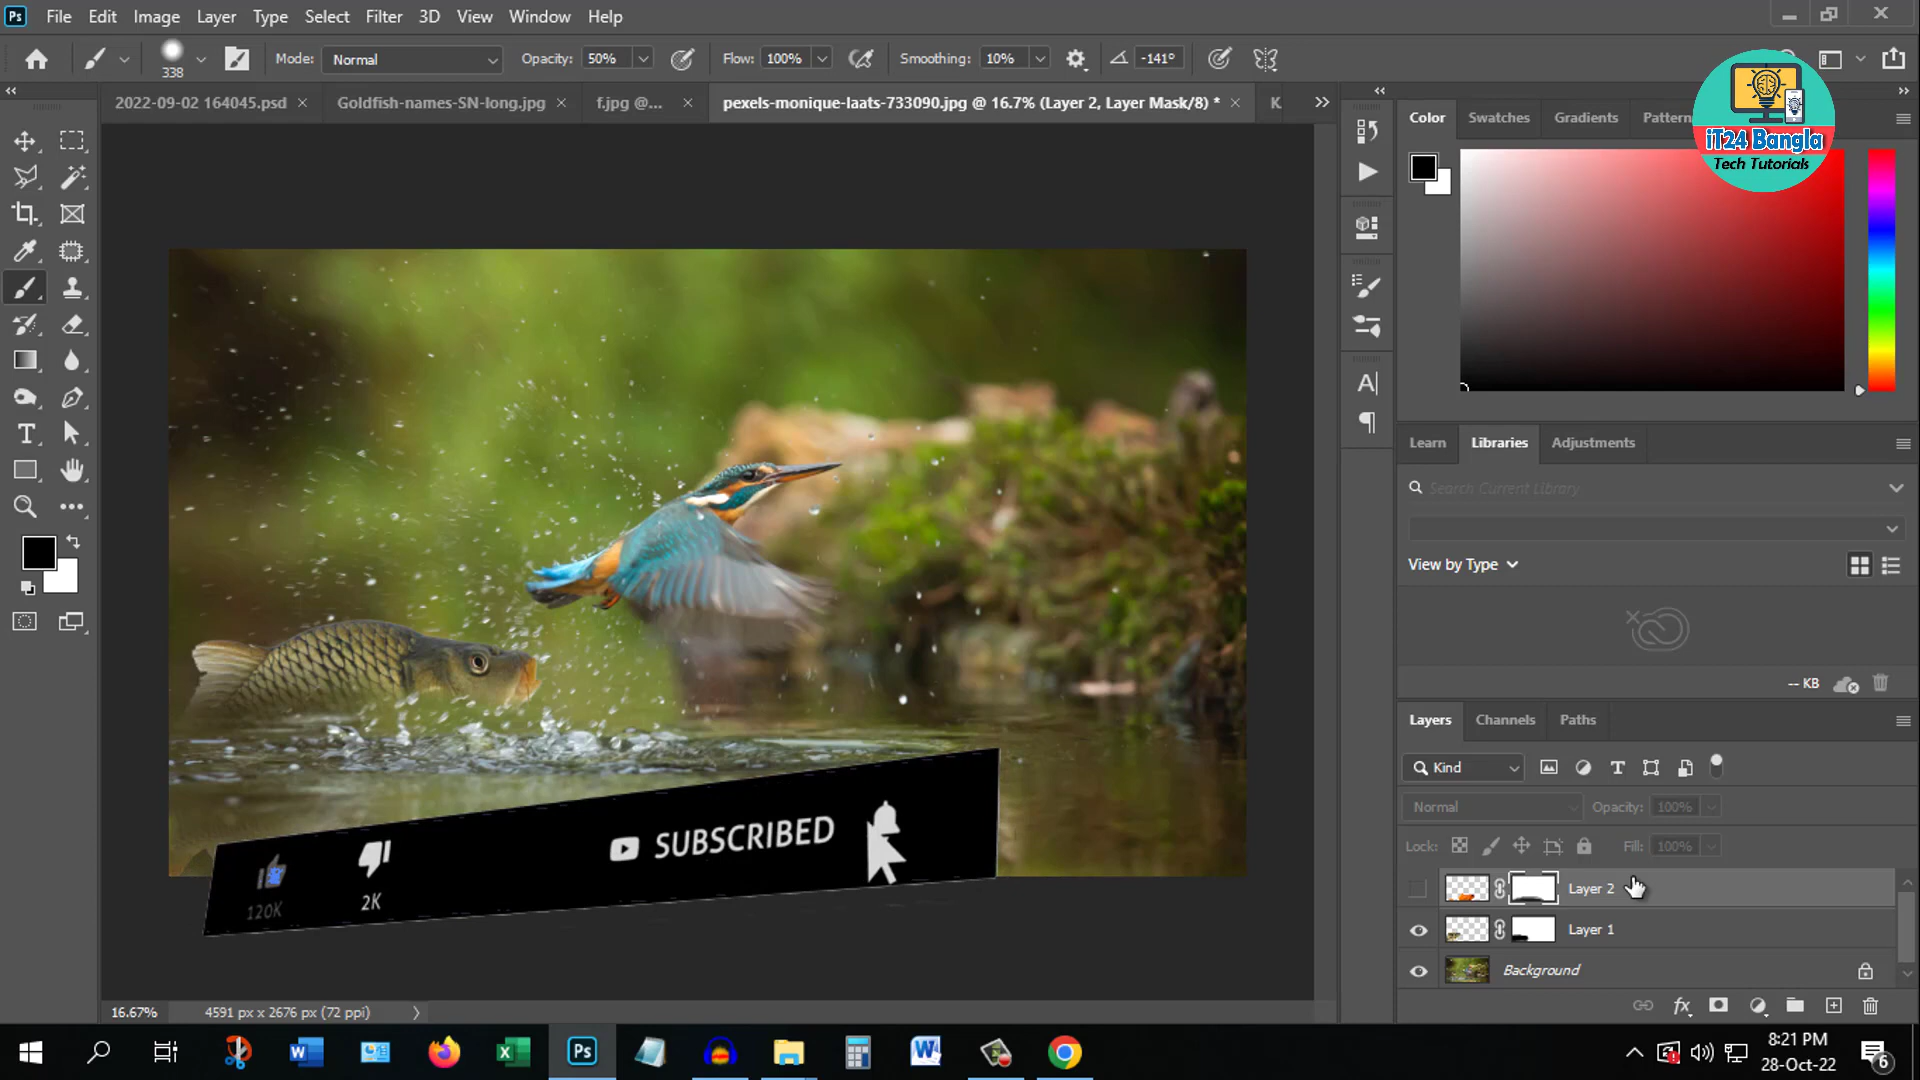 Ps File Edit Image Layer Type Select Filter 3D View Window Help
338 Mode: Normal Opacity: 50% Flow: 100% Smoothing: 10% -141°
2022-09-02 164045.psd × Goldfish-names-SN-long.jpg × f.jpg @... × pexels-monique-laats-733090.jpg @ 16.7% (Layer 2, Layer Mask/8) * × K
Color Swatches Gradients Pattern
iT24 Bangla
Tech Tutorials
Learn Libraries Adjustments
Search Current Library
View by Type
-- KB
Layers Channels Paths
Kind
Normal Opacity: 100%
Lock: Fill: 100%
Layer 2
Layer 1
Background
fx
120K
2K
SUBSCRIBED
16.67% 4591 px x 2676 px (72 ppi)
8:21 PM
28-Oct-22
6